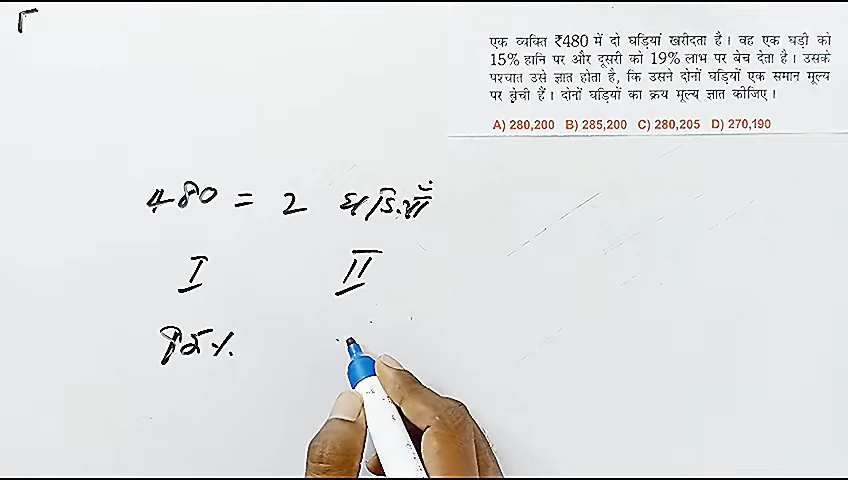 एक व्यक्ति ₹480 में दो घड़ियां खरीदता है। वह एक घड़ी को
15% हानि पर और दूसरी को 19% लाभ पर बेच देता है। उसके
पश्चात उसे ज्ञात होता है, कि उसने दोनों घड़ियों एक समान मूल्य
पर बेची हैं। दोनों घड़ियों का क्रय मूल्य ज्ञात कीजिए।
A) 280,200 B) 285,200 C) 280,205 D) 270,190
480 = 2 घड़ियाँ
I II
85%